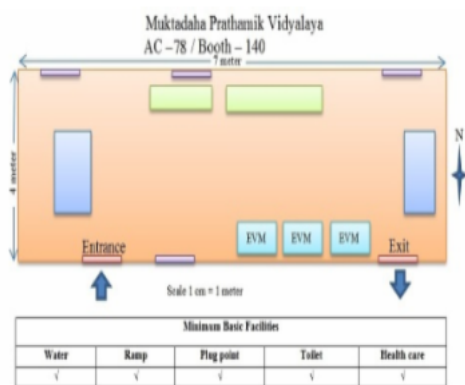 Muktadaha Prathamik Vidyalaya
AC –78 / Booth – 140
7 meter
4 meter
N
EVM EVM EVM
Entrance Exit
Scale 1 cm = 1 meter
Minimum Basic Facilities
Water Ramp Plug point Toilet Health care
√ √ √ √ √